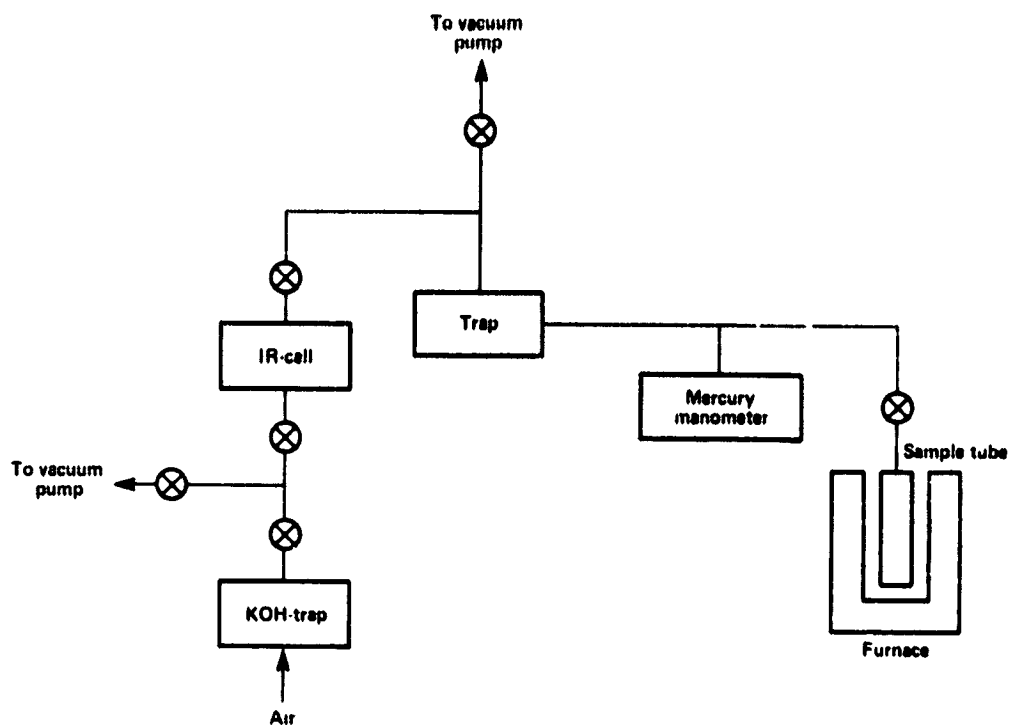 To vacuum
pump
Trap
IR-cell
Mercury
manometer
Sample tube
To vacuum
pump
KOH-trap
Furnace
Air